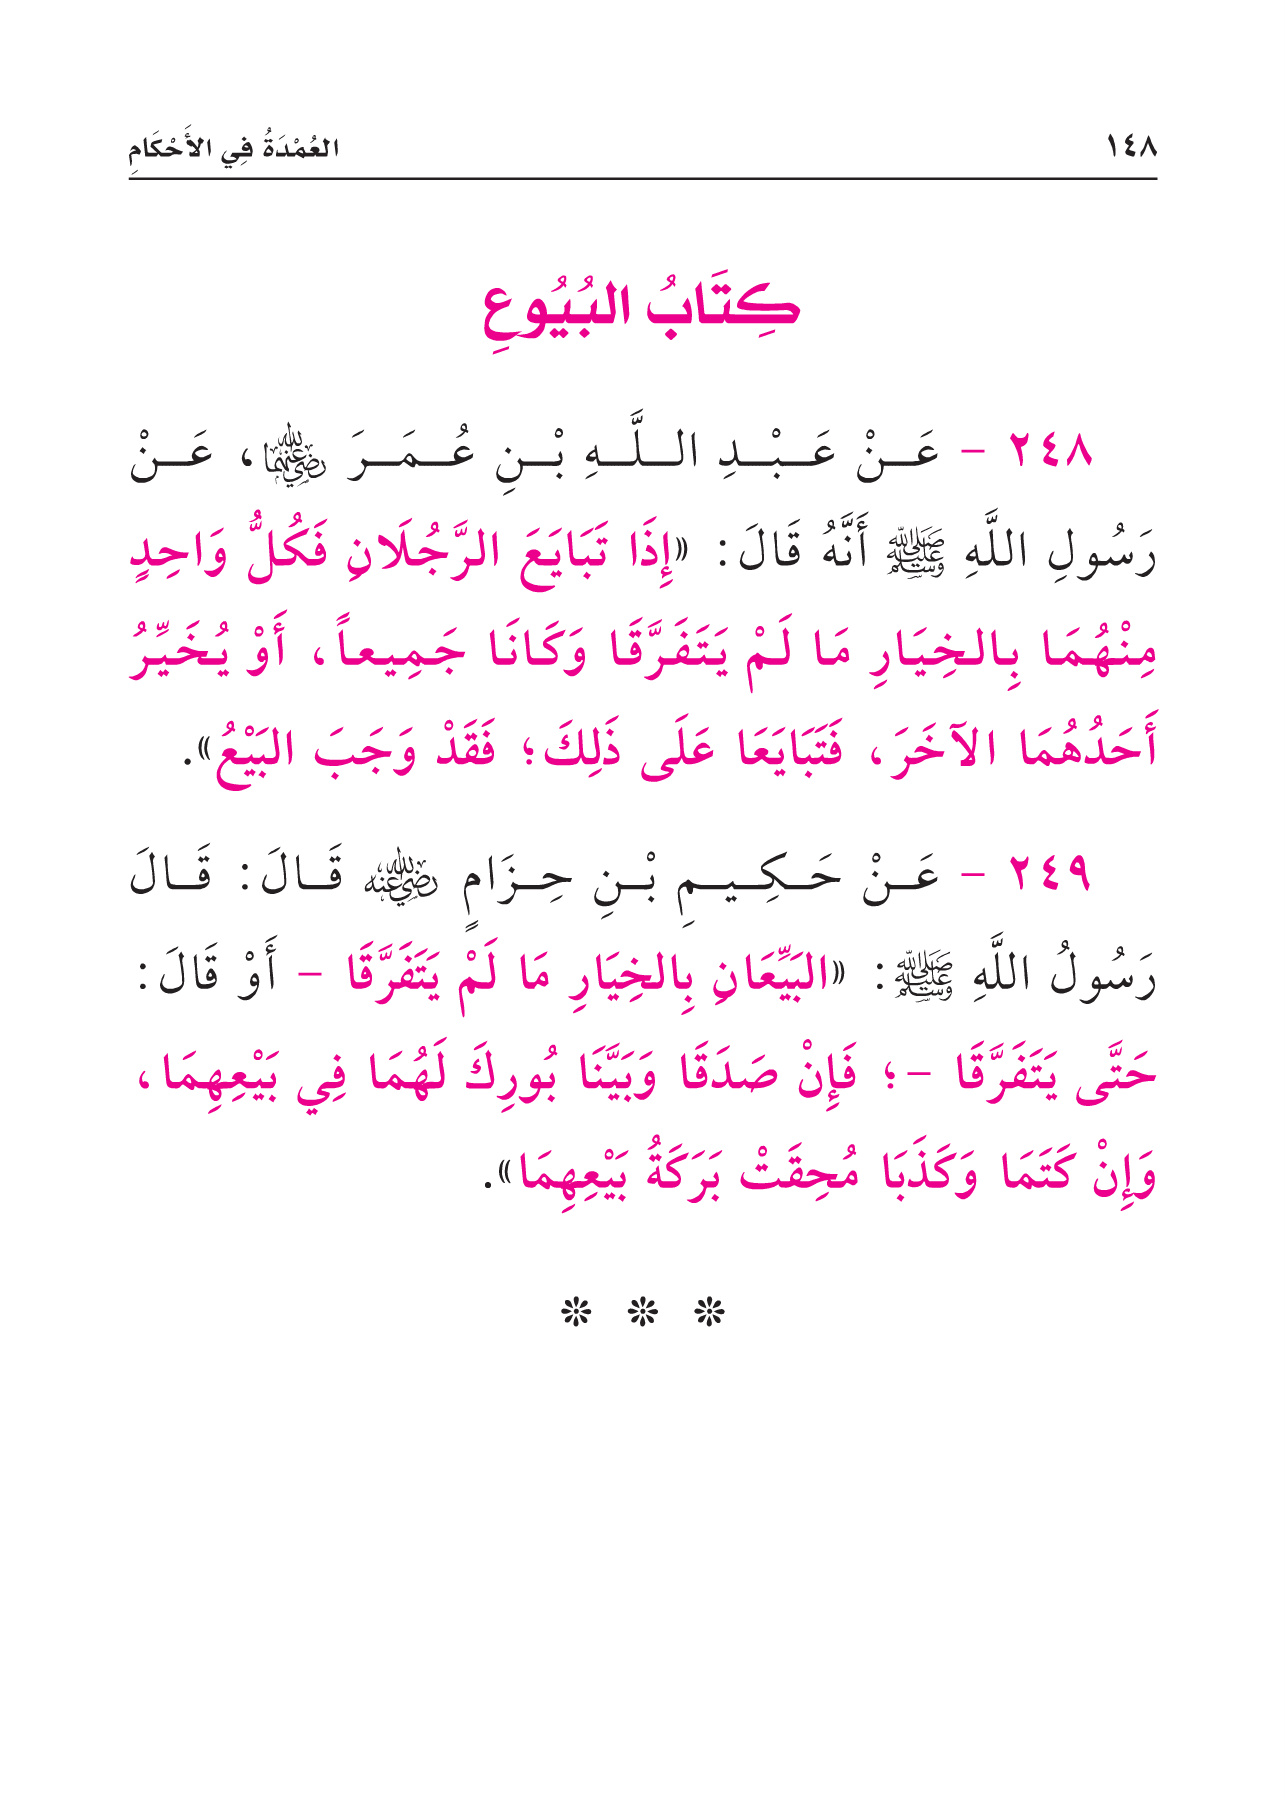 ١٤٨ العُمْدَةُ فِي الأَحْكَامِ
كِتَابُ البُيُوعِ
٢٤٨ - عَنْ عَبْدِ اللَّهِ بْنِ عُمَرَ رضي الله عنهما، عَنْ
رَسُولِ اللَّهِ ﷺ أَنَّهُ قَالَ: «إِذَا تَبَايَعَ الرَّجُلَانِ فَكُلُّ وَاحِدٍ
مِنْهُمَا بِالخِيَارِ مَا لَمْ يَتَفَرَّقَا وَكَانَا جَمِيعاً، أَوْ يُخَيِّرُ
أَحَدُهُمَا الآخَرَ، فَتَبَايَعَا عَلَى ذَلِكَ؛ فَقَدْ وَجَبَ البَيْعُ».
٢٤٩ - عَنْ حَكِيمِ بْنِ حِزَامٍ رضي الله عنه قَالَ: قَالَ
رَسُولُ اللَّهِ ﷺ: «البَيِّعَانِ بِالخِيَارِ مَا لَمْ يَتَفَرَّقَا - أَوْ قَالَ:
حَتَّى يَتَفَرَّقَا -؛ فَإِنْ صَدَقَا وَبَيَّنَا بُورِكَ لَهُمَا فِي بَيْعِهِمَا،
وَإِنْ كَتَمَا وَكَذَبَا مُحِقَتْ بَرَكَةُ بَيْعِهِمَا».